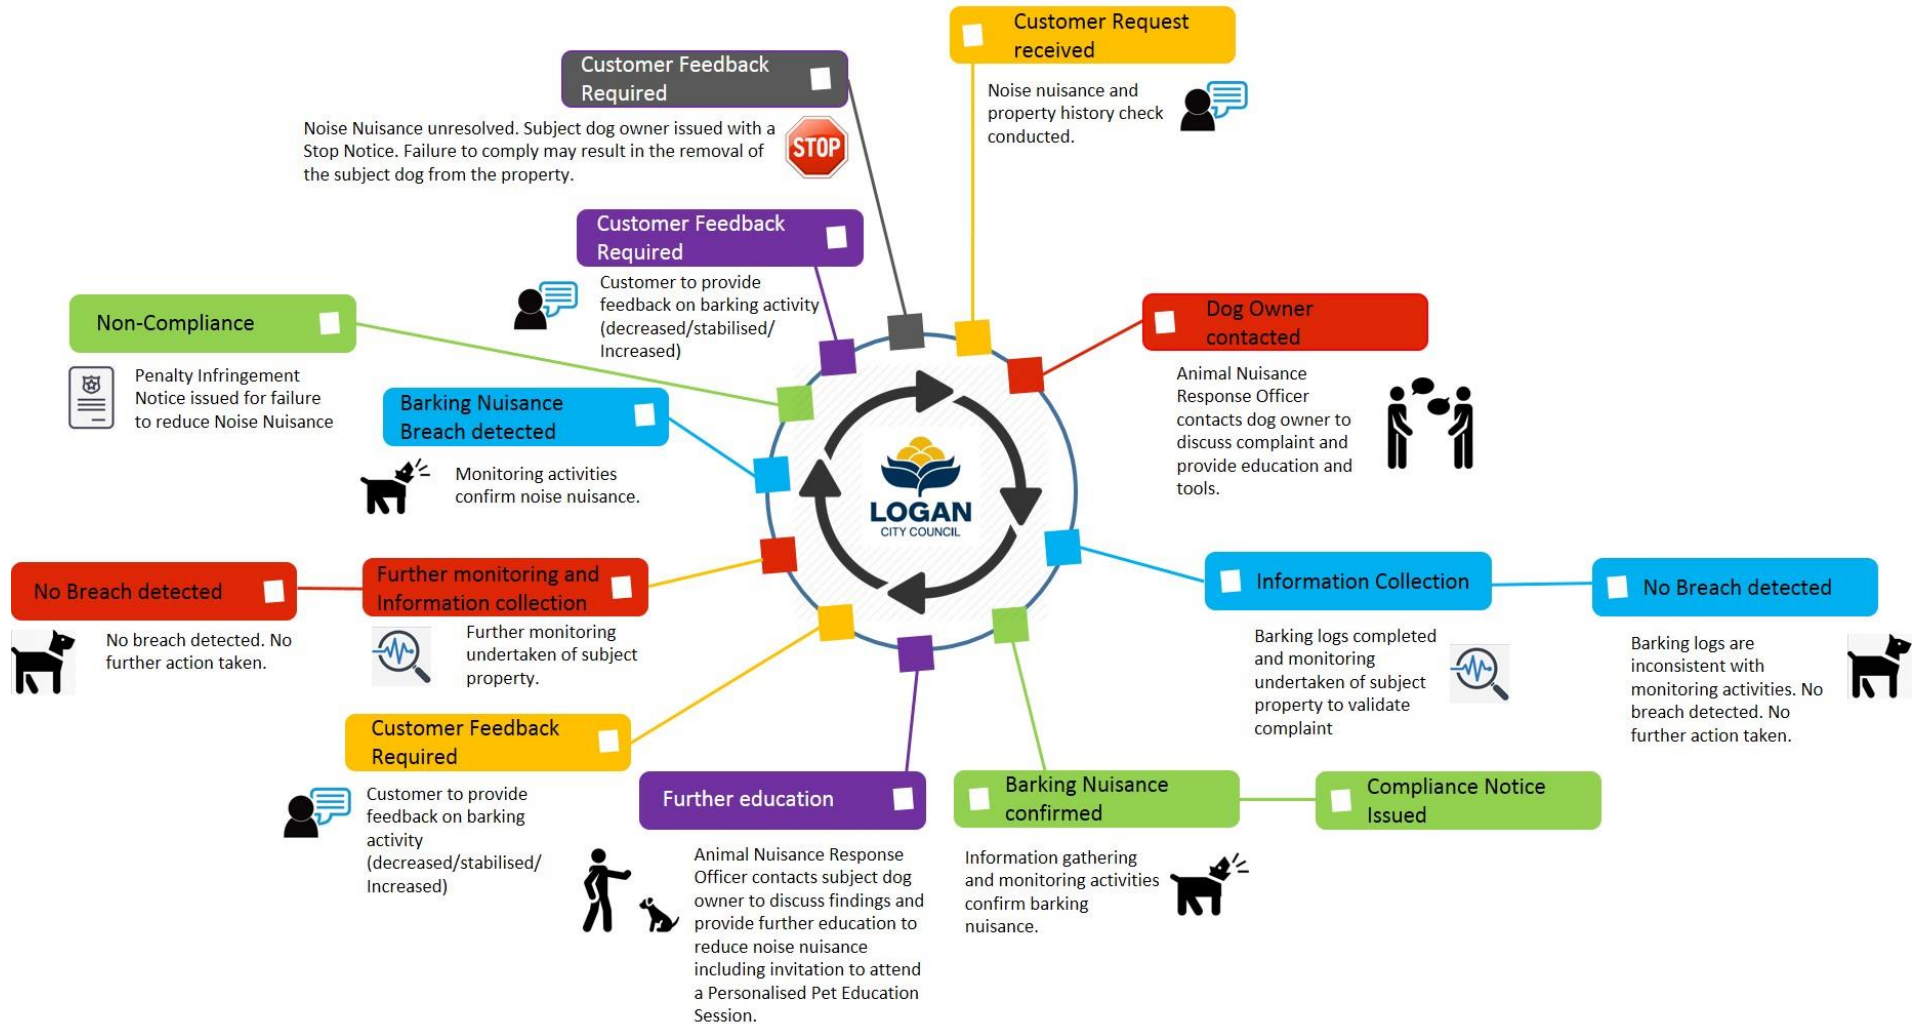 Customer Request
received
Noise nuisance and
property history check
conducted.
Dog Owner
contacted
Animal Nuisance
Response Officer
contacts dog owner to
discuss complaint and
provide education and
tools.
Information Collection
Barking logs completed
and monitoring
undertaken of subject
property to validate
complaint
No Breach detected
Barking logs are
inconsistent with
monitoring activities. No
breach detected. No
further action taken.
Barking Nuisance
confirmed
Information gathering
and monitoring activities
confirm barking
nuisance.
Compliance Notice
Issued
Further education
Animal Nuisance Response
Officer contacts subject dog
owner to discuss findings and
provide further education to
reduce noise nuisance
including invitation to attend
a Personalised Pet Education
Session.
Customer Feedback
Required
Customer to provide
feedback on barking
activity
(decreased/stabilised/
Increased)
Further monitoring and
Information collection
Further monitoring
undertaken of subject
property.
No Breach detected
No breach detected. No
further action taken.
Barking Nuisance
Breach detected
Monitoring activities
confirm noise nuisance.
Non-Compliance
Penalty Infringement
Notice issued for failure
to reduce Noise Nuisance
Customer Feedback
Required
Customer to provide
feedback on barking activity
(decreased/stabilised/
Increased)
Customer Feedback
Required
Noise Nuisance unresolved. Subject dog owner issued with a
Stop Notice. Failure to comply may result in the removal of
the subject dog from the property.
STOP
LOGAN
CITY COUNCIL